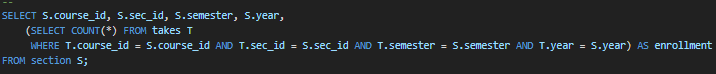 --
SELECT S.course_id, S.sec_id, S.semester, S.year,
(SELECT COUNT(*) FROM takes T
WHERE T.course_id = S.course_id AND T.sec_id = S.sec_id AND T.semester = S.semester AND T.year = S.year) AS enrollment
FROM section S;